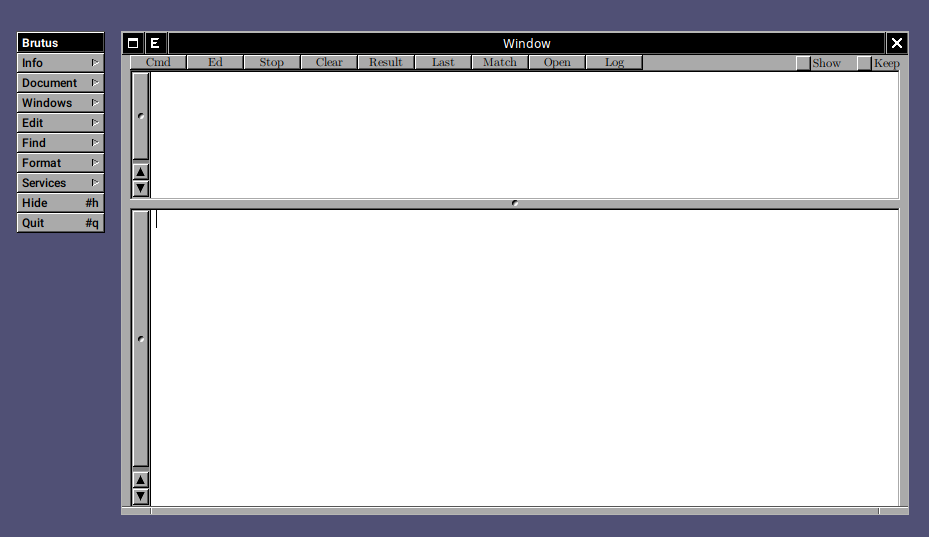 Brutus
Info
Document
Windows
Edit
Find
Format
Services
Hide #h
Quit #q
E Window
Cmd Ed Stop Clear Result Last Match Open Log Show Keep